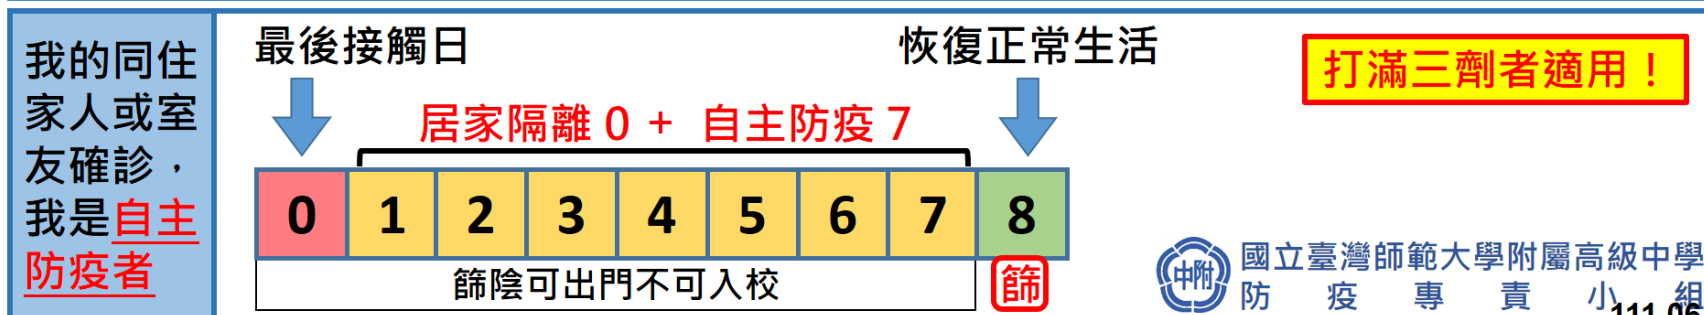 我的同住
家人或室
友確診，
我是自主
防疫者
最後接觸日
恢復正常生活
打滿三劑者適用！
居家隔離0+ 自主防疫7
0 1 2 3 4 5 6 7 8
篩陰可出門不可入校
篩
中附
國立臺灣師範大學附屬高級中學
防疫專責小組
111.06